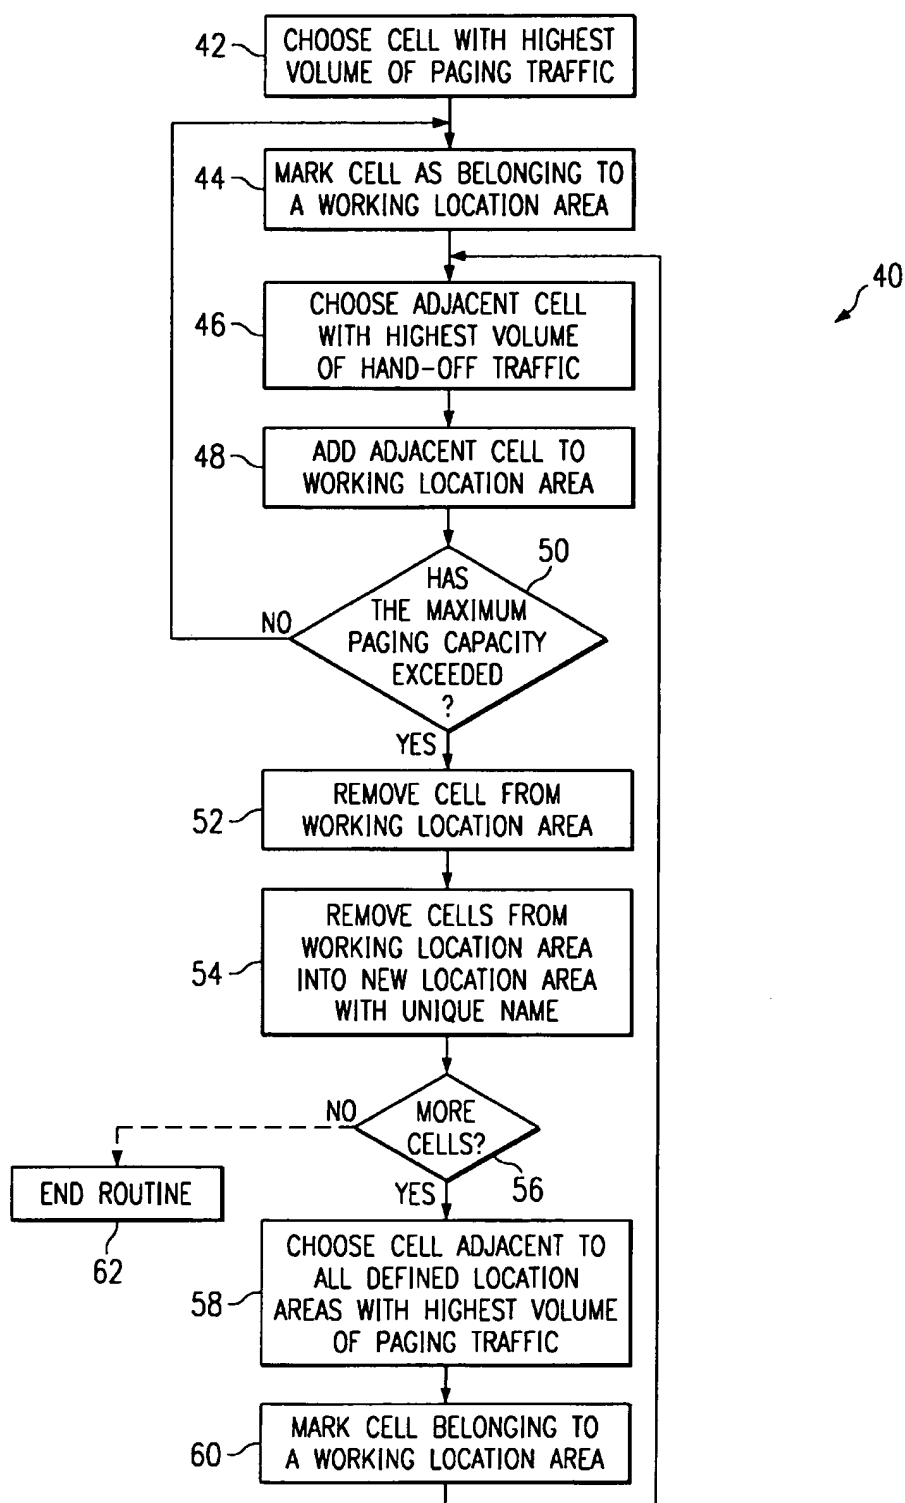 42
CHOOSE CELL WITH HIGHEST
VOLUME OF PAGING TRAFFIC
44
MARK CELL AS BELONGING TO
A WORKING LOCATION AREA
40
46
CHOOSE ADJACENT CELL
WITH HIGHEST VOLUME
OF HAND-OFF TRAFFIC
48
ADD ADJACENT CELL TO
WORKING LOCATION AREA
50
HAS
THE MAXIMUM
PAGING CAPACITY
EXCEEDED
?
NO
YES
52
REMOVE CELL FROM
WORKING LOCATION AREA
54
REMOVE CELLS FROM
WORKING LOCATION AREA
INTO NEW LOCATION AREA
WITH UNIQUE NAME
NO
MORE
CELLS?
56
YES
END ROUTINE
62
58
CHOOSE CELL ADJACENT TO
ALL DEFINED LOCATION
AREAS WITH HIGHEST VOLUME
OF PAGING TRAFFIC
60
MARK CELL BELONGING TO
A WORKING LOCATION AREA